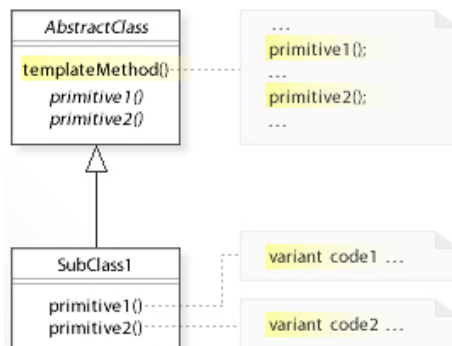 AbstractClass
templateMethod()
primitive1()
primitive2()
...
primitive1();
...
primitive2();
...
SubClass1
primitive1()
primitive2()
variant code1 ...
variant code2 ...